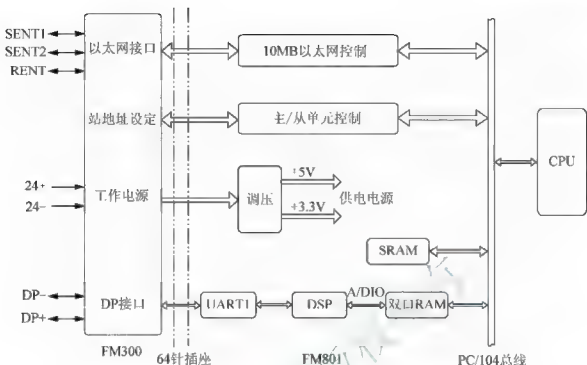 SENT1
SENT2
RENT
以太网接口
10MB以太网控制
站地址设定
主/从单元控制
CPU
24+
24-
工作电源
调压
+5V
+3.3V
供电电源
SRAM
DP-
DP+
DP接口
UART1
DSP
A/DIO
双口RAM
FM300
64针插座
FM801
PC/104总线